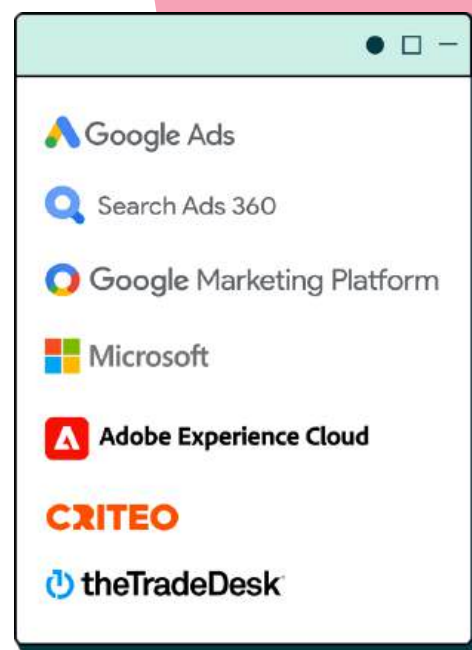 Google Ads
Search Ads 360
Google Marketing Platform
Microsoft
Adobe Experience Cloud
CRITEO
theTradeDesk